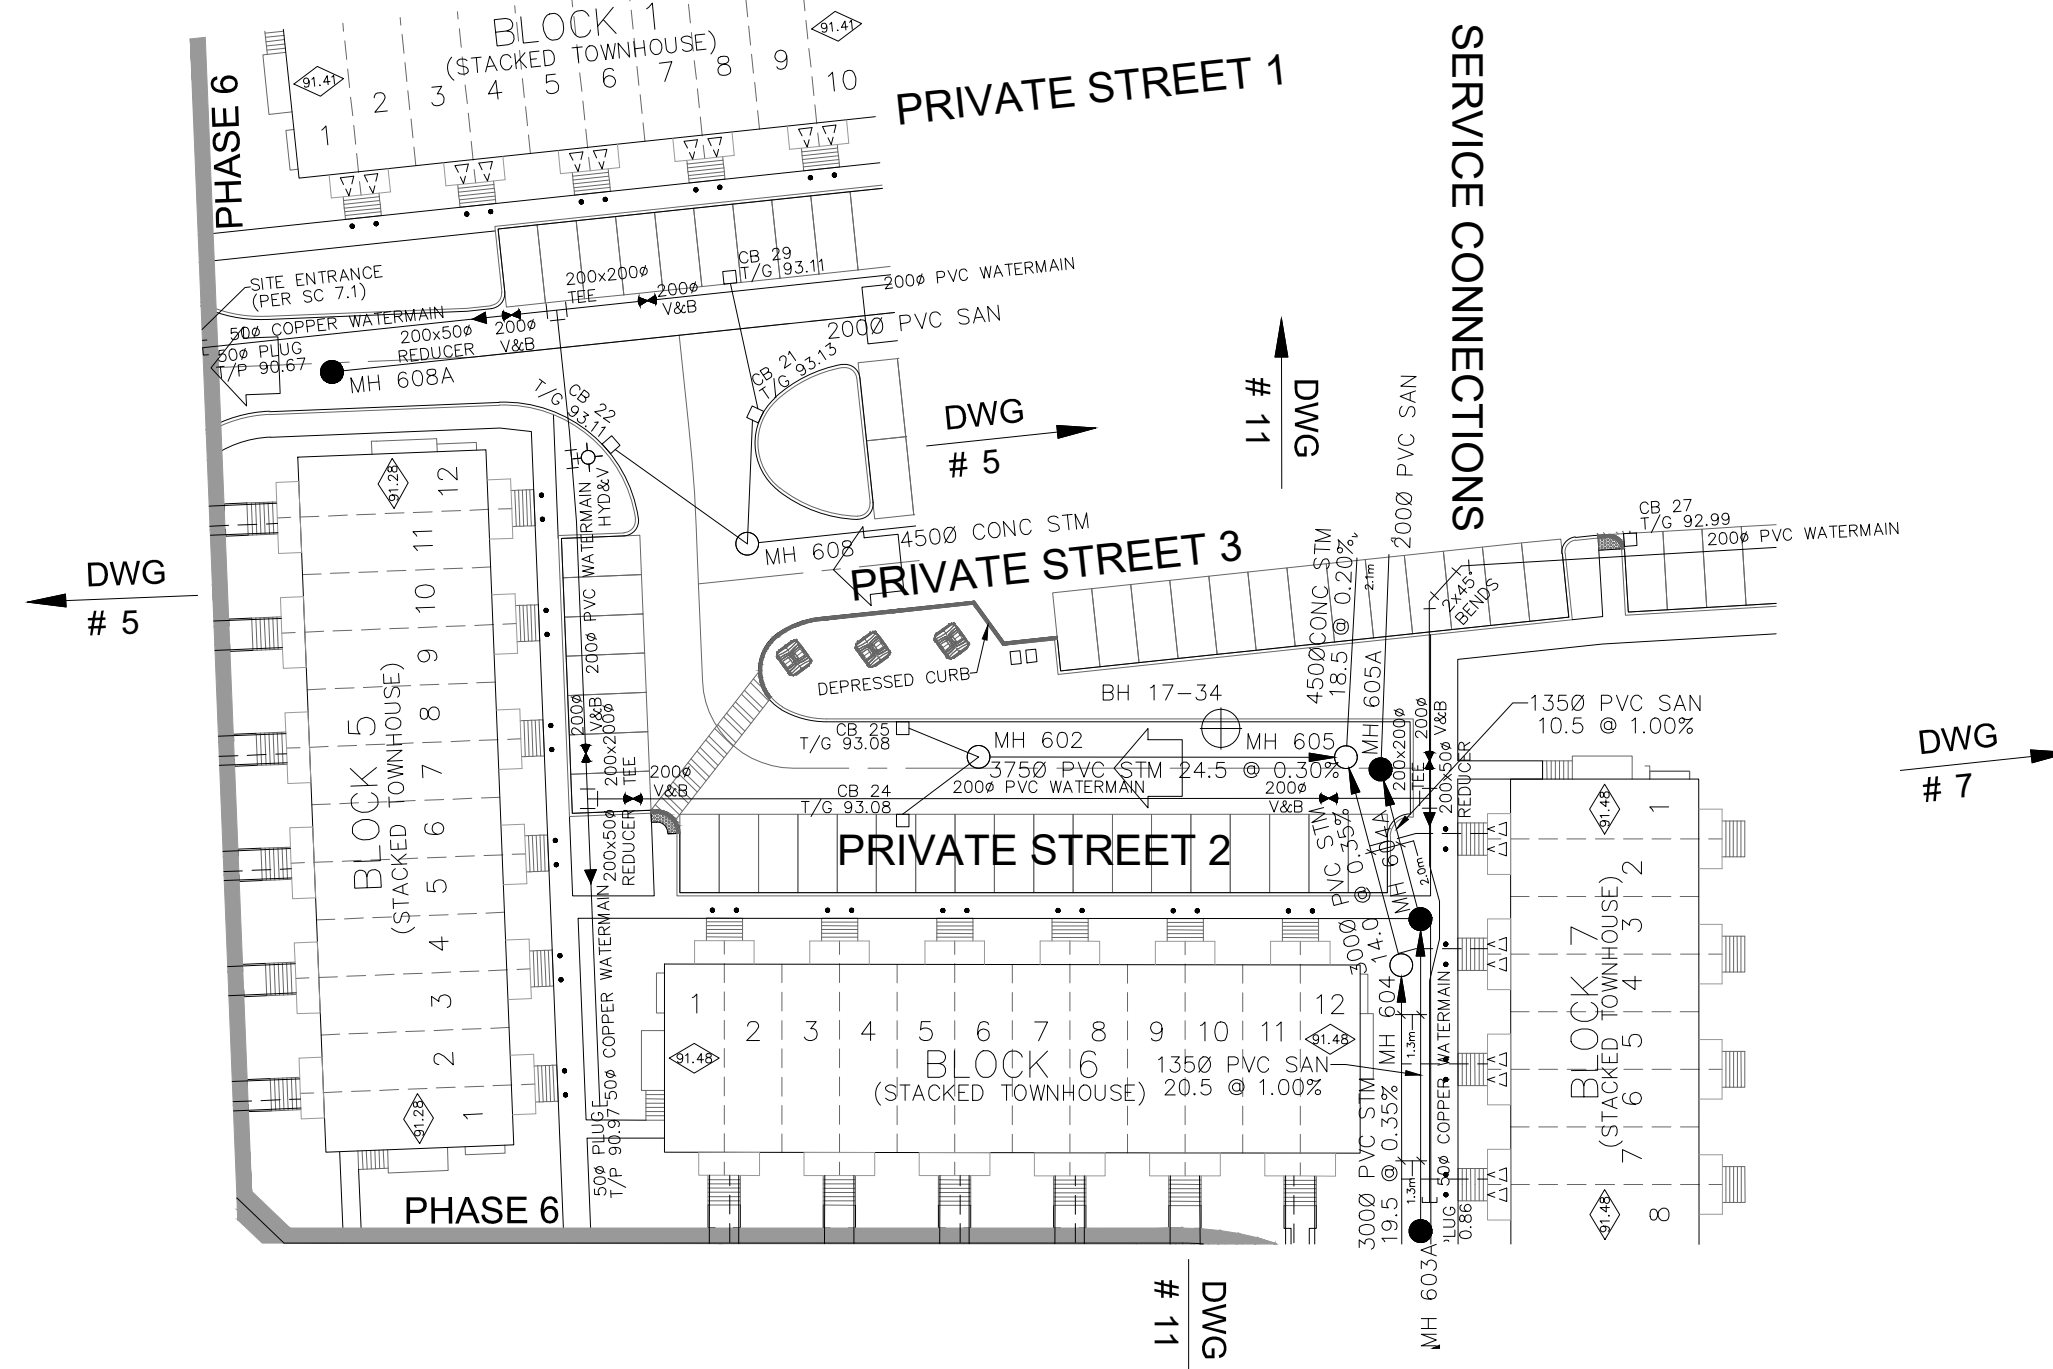 BLOCK 1
(STACKED TOWNHOUSE)
91.41
91.41
1
2
3
4
5
6
7
8
9
10
PHASE 6
PRIVATE STREET 1
SERVICE CONNECTIONS
SITE ENTRANCE
(PER SC 7.1)
50ø COPPER WATERMAIN
50ø PLUG
T/P 90.67
200x50ø
REDUCER
200ø
V&B
200x200ø
TEE
200ø
V&B
CB 29
T/G 93.11
200ø PVC WATERMAIN
200Ø PVC SAN
MH 608A
CB 22
T/G 93.11
CB 21
T/G 93.13
HYD&V
MH 608
450Ø CONC STM
DWG
# 5
DWG
# 11
DWG
# 5
PRIVATE STREET 3
200Ø PVC SAN
450Ø CONC STM
18.5 @ 0.20%
2.1m
CB 27
T/G 92.99
200ø PVC WATERMAIN
2x45°
BENDS
DEPRESSED CURB
BH 17-34
CB 25
T/G 93.08
MH 602
MH 605
MH 605A
375Ø PVC STM 24.5 @ 0.30%
200ø PVC WATERMAIN
CB 24
T/G 93.08
200ø
V&B
200ø
V&B
200x200ø
TEE
200ø
V&B
200x50ø
REDUCER
135Ø PVC SAN
10.5 @ 1.00%
DWG
# 7
200ø PVC WATERMAIN
200ø
V&B
200x200ø
TEE
200x50ø
REDUCER
50ø COPPER WATERMAIN
50ø PLUG
T/P 90.97
PRIVATE STREET 2
300Ø PVC STM
14.0 @ 0.35%
MH 604A
2.0m
MH 604
BLOCK 5
(STACKED TOWNHOUSE)
91.28
91.28
12
11
10
9
8
7
6
5
4
3
2
1
BLOCK 6
(STACKED TOWNHOUSE)
91.48
91.48
1
2
3
4
5
6
7
8
9
10
11
12
135Ø PVC SAN
20.5 @ 1.00%
300Ø PVC STM
19.5 @ 0.35%
1.3m
1.3m
50ø COPPER WATERMAIN
0.86
MH 603A
BLOCK 7
(STACKED TOWNHOUSE)
91.48
91.48
1
2
3
4
5
6
7
8
PHASE 6
DWG
# 11